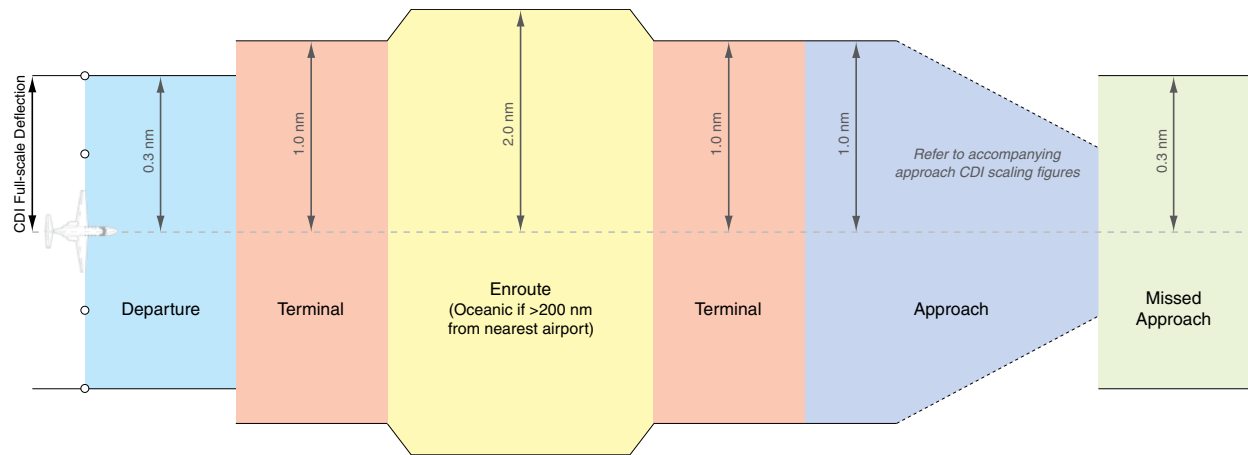 CDI Full-scale Deflection
0.3 nm
1.0 nm
2.0 nm
1.0 nm
1.0 nm
Refer to accompanying
approach CDI scaling figures
0.3 nm
Departure
Terminal
Enroute
(Oceanic if >200 nm
from nearest airport)
Terminal
Approach
Missed
Approach